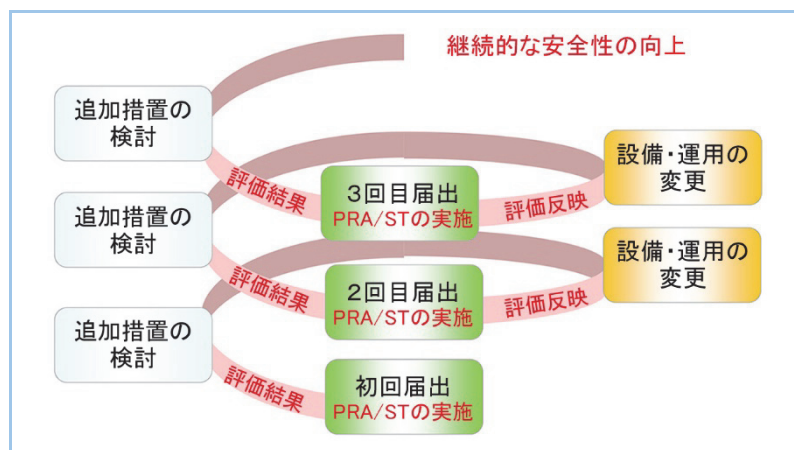 継続的な安全性の向上
追加措置の
検討
評価結果
3回目届出
PRA/STの実施
評価反映
設備・運用の
変更
追加措置の
検討
評価結果
2回目届出
PRA/STの実施
評価反映
設備・運用の
変更
追加措置の
検討
評価結果
初回届出
PRA/STの実施